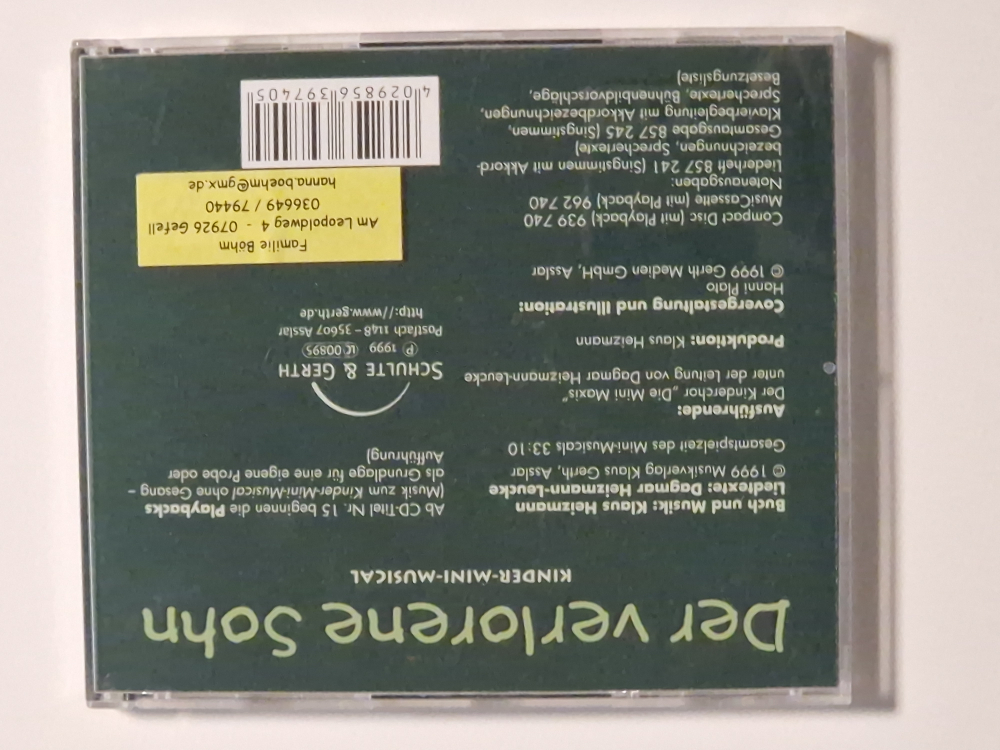 Der verlorene Sohn
KINDER-MINI-MUSICAL
Buch und Musik: Klaus Heizmann
Liedtexte: Dagmar Heizmann-Leucke
© 1999 Musikverlag Klaus Gerth, Asslar
Gesamtspielzeit des Mini-Musicals 33:10
Ausführende:
Der Kinderchor „Die Mini Maxis"
unter der Leitung von Dagmar Heizmann-Leucke
Produktion: Klaus Heizmann
Covergestaltung und Illustration:
Hanni Plato
© 1999 Gerth Medien GmbH, Asslar
Compact Disc (mit Playback) 939 740
MusiCassette (mit Playback) 962 740
Notenausgaben:
Liederheft 857 241 (Singstimmen mit Akkord-
bezeichnungen, Sprechertexte)
Gesamtausgabe 857 245 (Singstimmen,
Klavierbegleitung mit Akkordbezeichnungen,
Sprechertexte, Bühnenbildvorschläge,
Besetzungsliste)
Ab CD-Titel Nr. 15 beginnen die Playbacks
(Musik zum Kinder-Mini-Musical ohne Gesang –
als Grundlage für eine eigene Probe oder
Aufführung)
SCHULTE & GERTH
℗ 1999 LC 00895
Postfach 1148 – 35607 Asslar
http://www.gerth.de
Familie Böhm
Am Leopoldweg 4 - 07926 Gefell
036649 / 79440
hanna.boehm@gmx.de
4 029856 397405